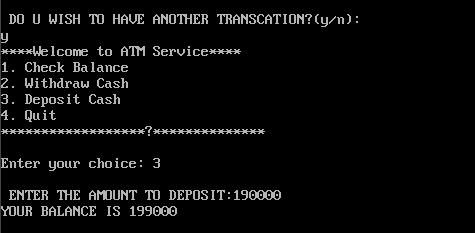 DO U WISH TO HAVE ANOTHER TRANSCATION?(y/n):
y
****Welcome to ATM Service****
1. Check Balance
2. Withdraw Cash
3. Deposit Cash
4. Quit
******************?**************
Enter your choice: 3
ENTER THE AMOUNT TO DEPOSIT:190000
YOUR BALANCE IS 199000